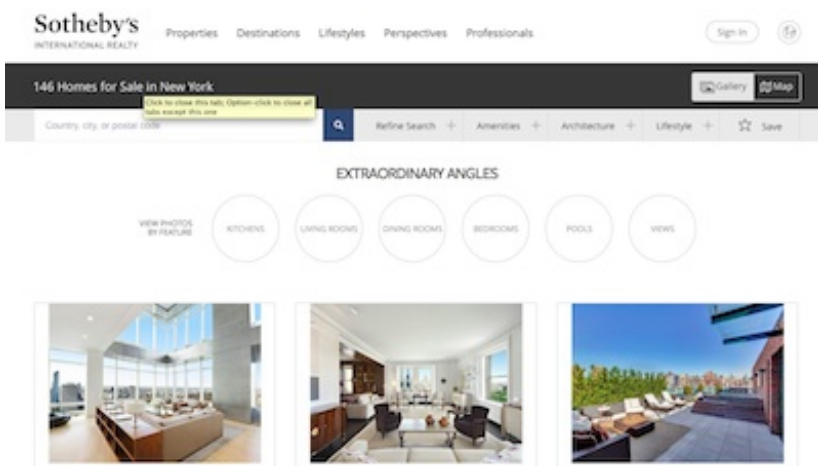 Sotheby's
INTERNATIONAL REALTY
Properties Destinations Lifestyles Perspectives Professionals
Sign In
146 Homes for Sale in New York
Gallery Map
Click to close this tab; Option-click to close all
tabs except this one
Country, city, or postal code
Refine Search + Amenities + Architecture + Lifestyle + Save
EXTRAORDINARY ANGLES
VIEW PHOTOS
BY FEATURE
KITCHENS LIVING ROOMS DINING ROOMS BEDROOMS POOLS VIEWS